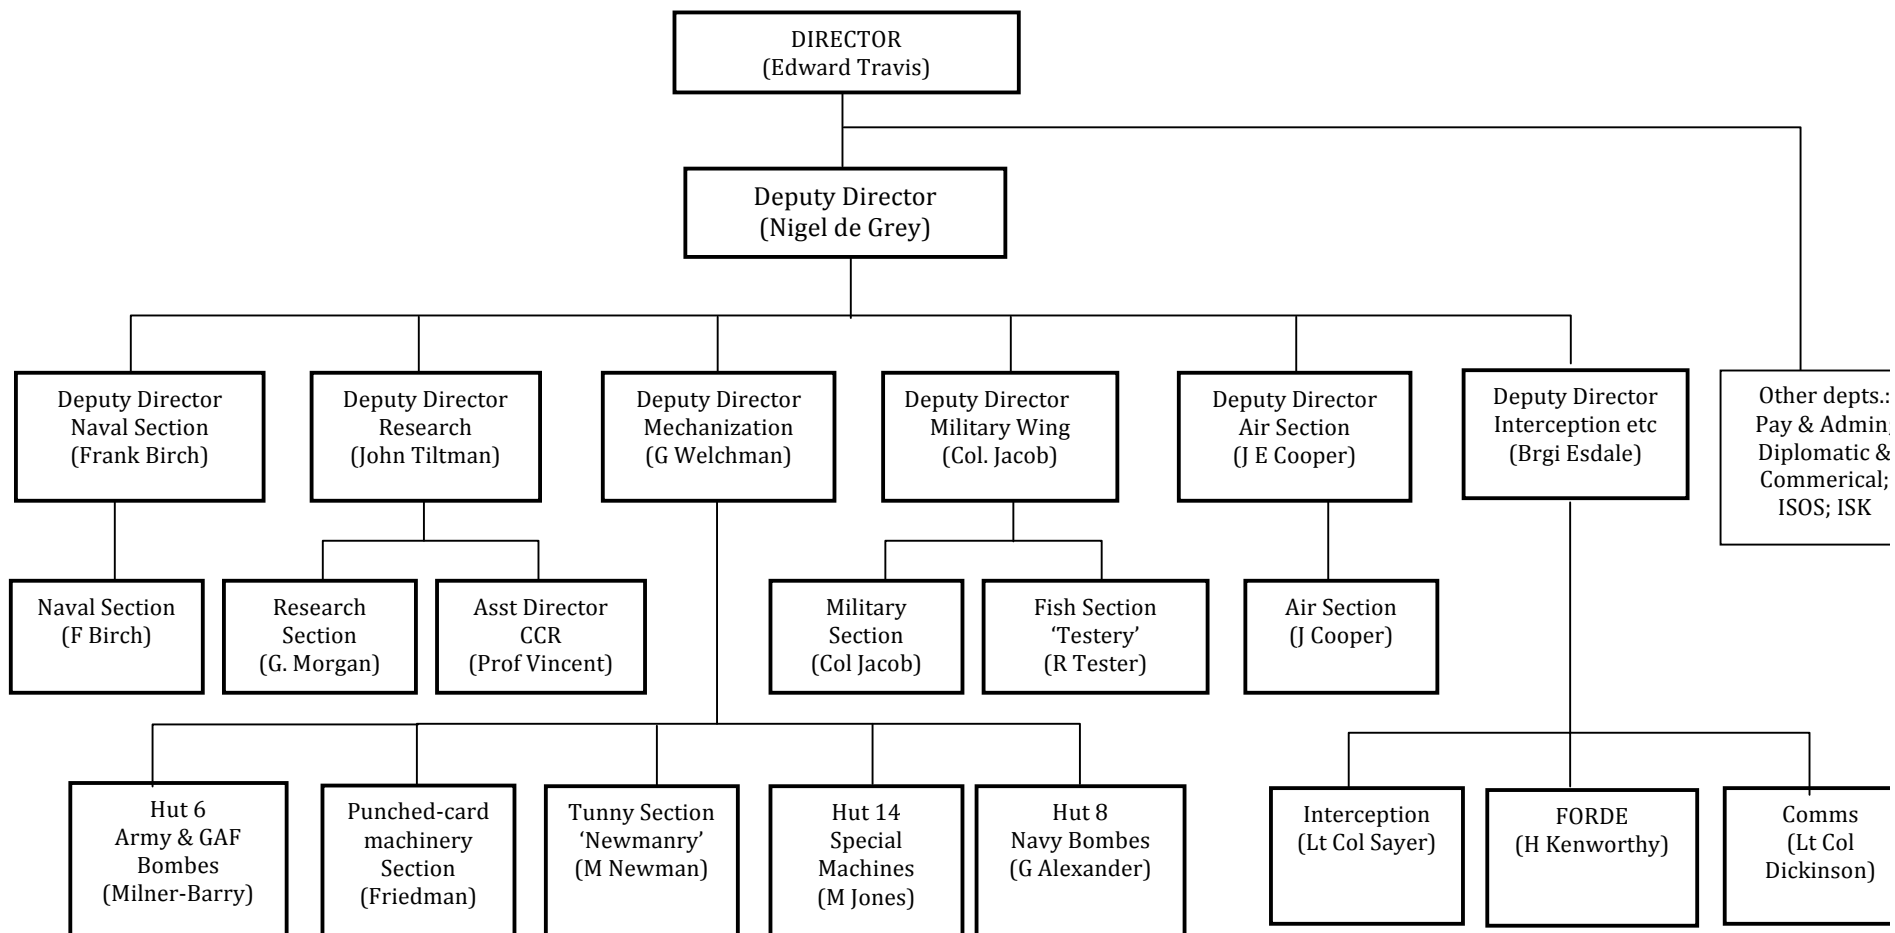 DIRECTOR
(Edward Travis)
Deputy Director
(Nigel de Grey)
Deputy Director
Naval Section
(Frank Birch)
Deputy Director
Research
(John Tiltman)
Deputy Director
Mechanization
(G Welchman)
Deputy Director
Military Wing
(Col. Jacob)
Deputy Director
Air Section
(J E Cooper)
Deputy Director
Interception etc
(Brgi Esdale)
Other depts.:
Pay & Admin;
Diplomatic &
Commerical;
ISOS; ISK
Naval Section
(F Birch)
Research
Section
(G. Morgan)
Asst Director
CCR
(Prof Vincent)
Military
Section
(Col Jacob)
Fish Section
‘Testery’
(R Tester)
Air Section
(J Cooper)
Hut 6
Army & GAF
Bombes
(Milner-Barry)
Punched-card
machinery
Section
(Friedman)
Tunny Section
‘Newmanry’
(M Newman)
Hut 14
Special
Machines
(M Jones)
Hut 8
Navy Bombes
(G Alexander)
Interception
(Lt Col Sayer)
FORDE
(H Kenworthy)
Comms
(Lt Col
Dickinson)